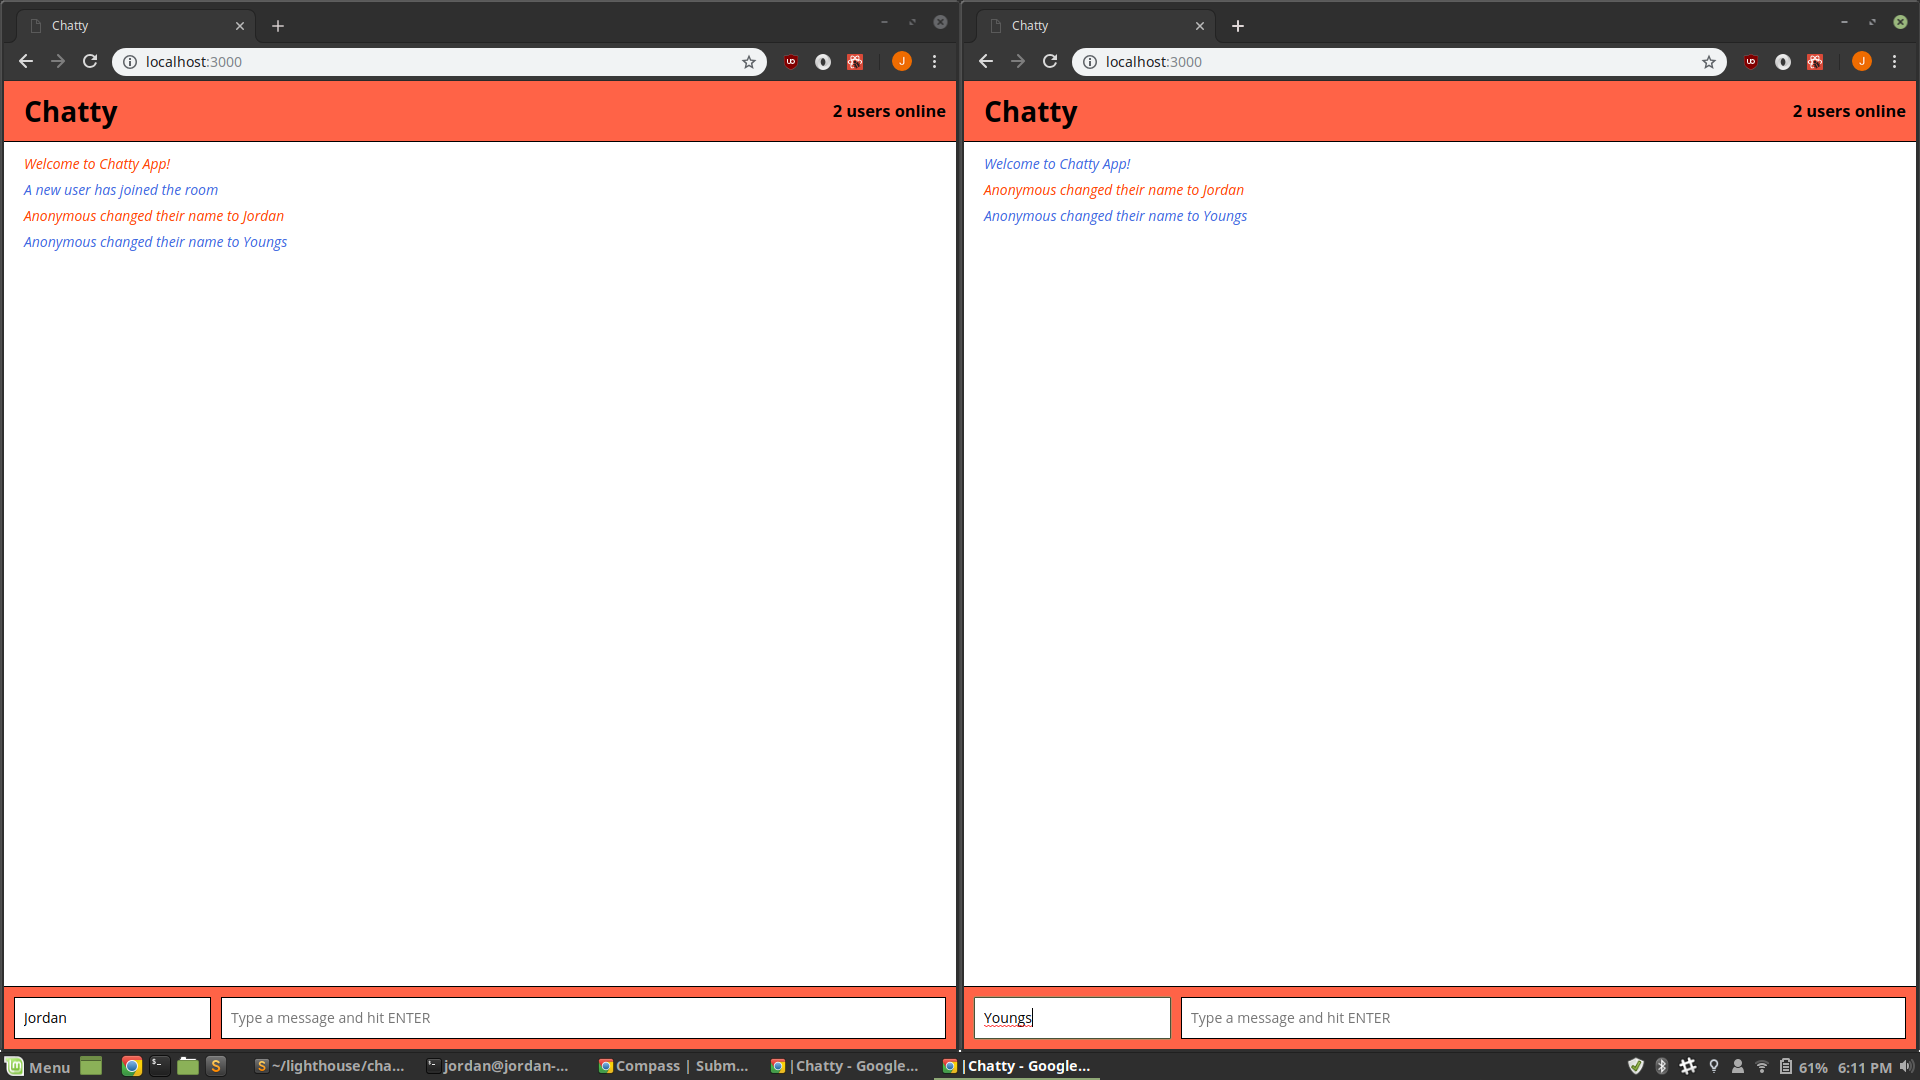 Chatty
localhost:3000
J
Chatty
2 users online
Welcome to Chatty App!
A new user has joined the room
Anonymous changed their name to Jordan
Anonymous changed their name to Youngs
Jordan
Type a message and hit ENTER
Chatty
localhost:3000
J
Chatty
2 users online
Welcome to Chatty App!
Anonymous changed their name to Jordan
Anonymous changed their name to Youngs
Youngs
Type a message and hit ENTER
Menu
S
S ~/lighthouse/cha...
jordan@jordan-...
Compass | Subm...
|Chatty - Google...
|Chatty - Google...
61%
6:11 PM